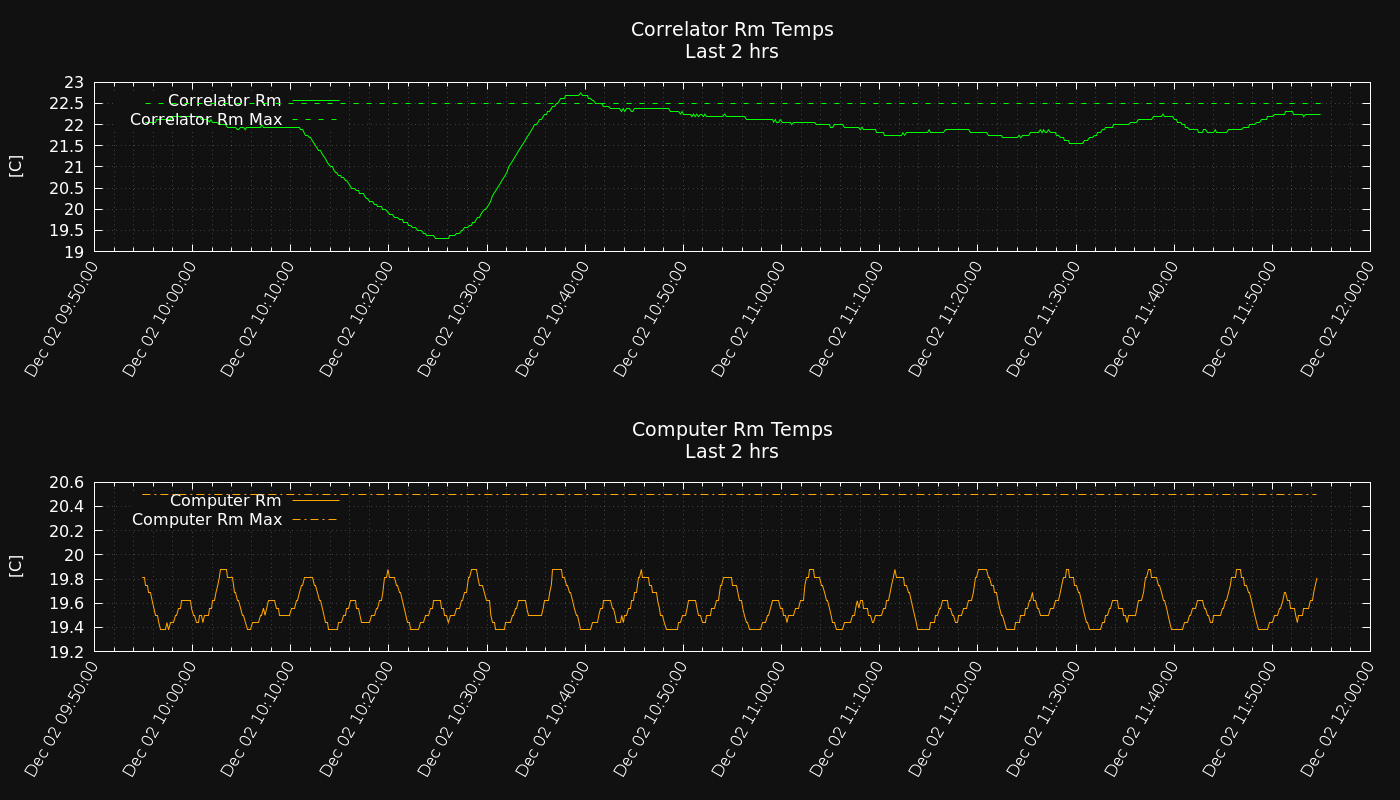 Correlator Rm Temps
Last 2 hrs
[C]
23
22.5
22
21.5
21
20.5
20
19.5
19
Correlator Rm
Correlator Rm Max
Dec 02 09:50:00
Dec 02 10:00:00
Dec 02 10:10:00
Dec 02 10:20:00
Dec 02 10:30:00
Dec 02 10:40:00
Dec 02 10:50:00
Dec 02 11:00:00
Dec 02 11:10:00
Dec 02 11:20:00
Dec 02 11:30:00
Dec 02 11:40:00
Dec 02 11:50:00
Dec 02 12:00:00
Computer Rm Temps
Last 2 hrs
[C]
20.6
20.4
20.2
20
19.8
19.6
19.4
19.2
Computer Rm
Computer Rm Max
Dec 02 09:50:00
Dec 02 10:00:00
Dec 02 10:10:00
Dec 02 10:20:00
Dec 02 10:30:00
Dec 02 10:40:00
Dec 02 10:50:00
Dec 02 11:00:00
Dec 02 11:10:00
Dec 02 11:20:00
Dec 02 11:30:00
Dec 02 11:40:00
Dec 02 11:50:00
Dec 02 12:00:00